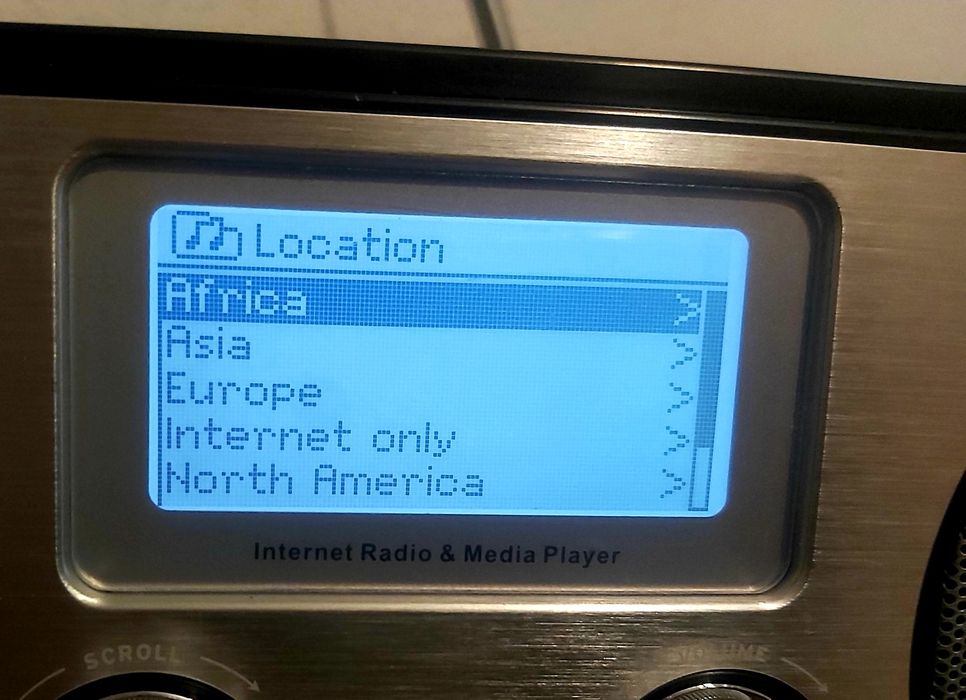 Location
Africa >
Asia >
Europe >
Internet only >
North America >
Internet Radio & Media Player
SCROLL
VOLUME